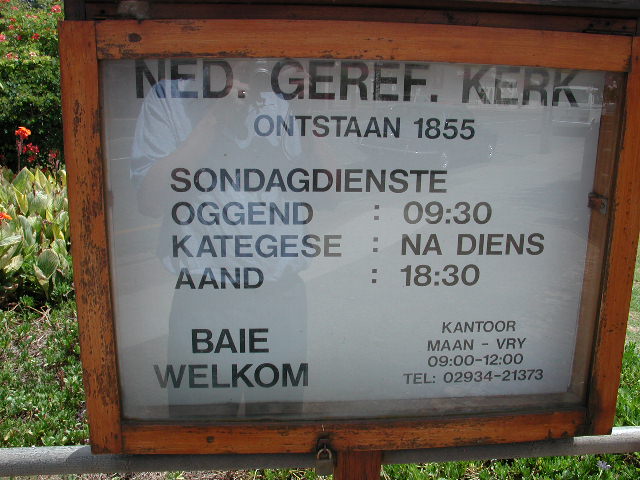 NED. GEREF. KERK
ONTSTAAN 1855
SONDAGDIENSTE
OGGEND : 09:30
KATEGESE : NA DIENS
AAND : 18:30
BAIE
WELKOM
KANTOOR
MAAN - VRY
09:00-12:00
TEL: 02934-21373